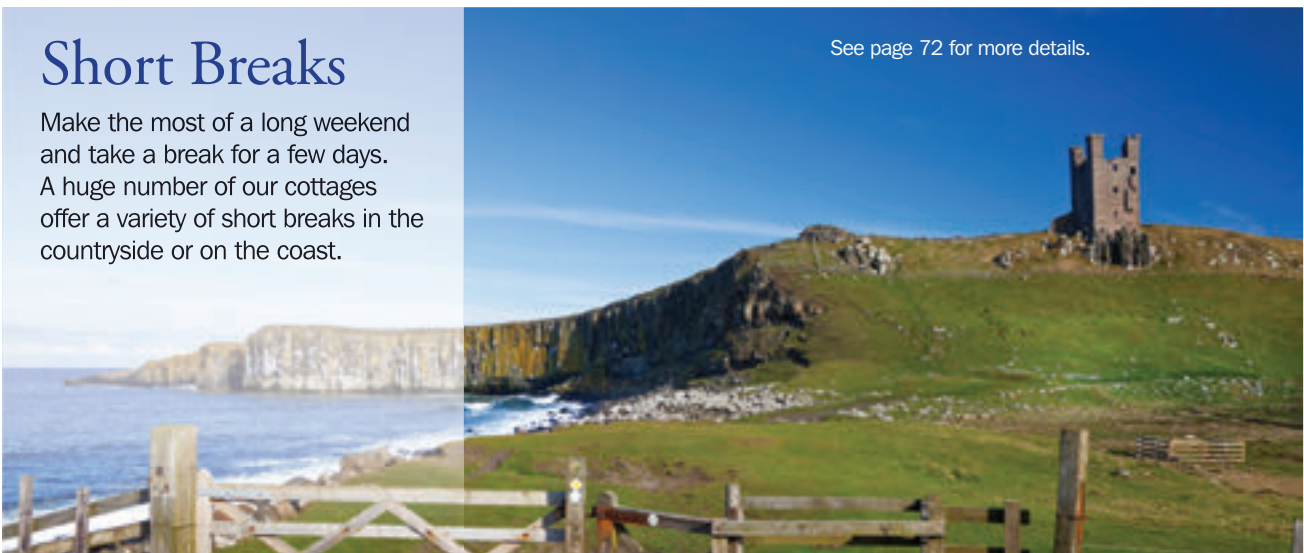 Short Breaks
Make the most of a long weekend
and take a break for a few days.
A huge number of our cottages
offer a variety of short breaks in the
countryside or on the coast.
See page 72 for more details.